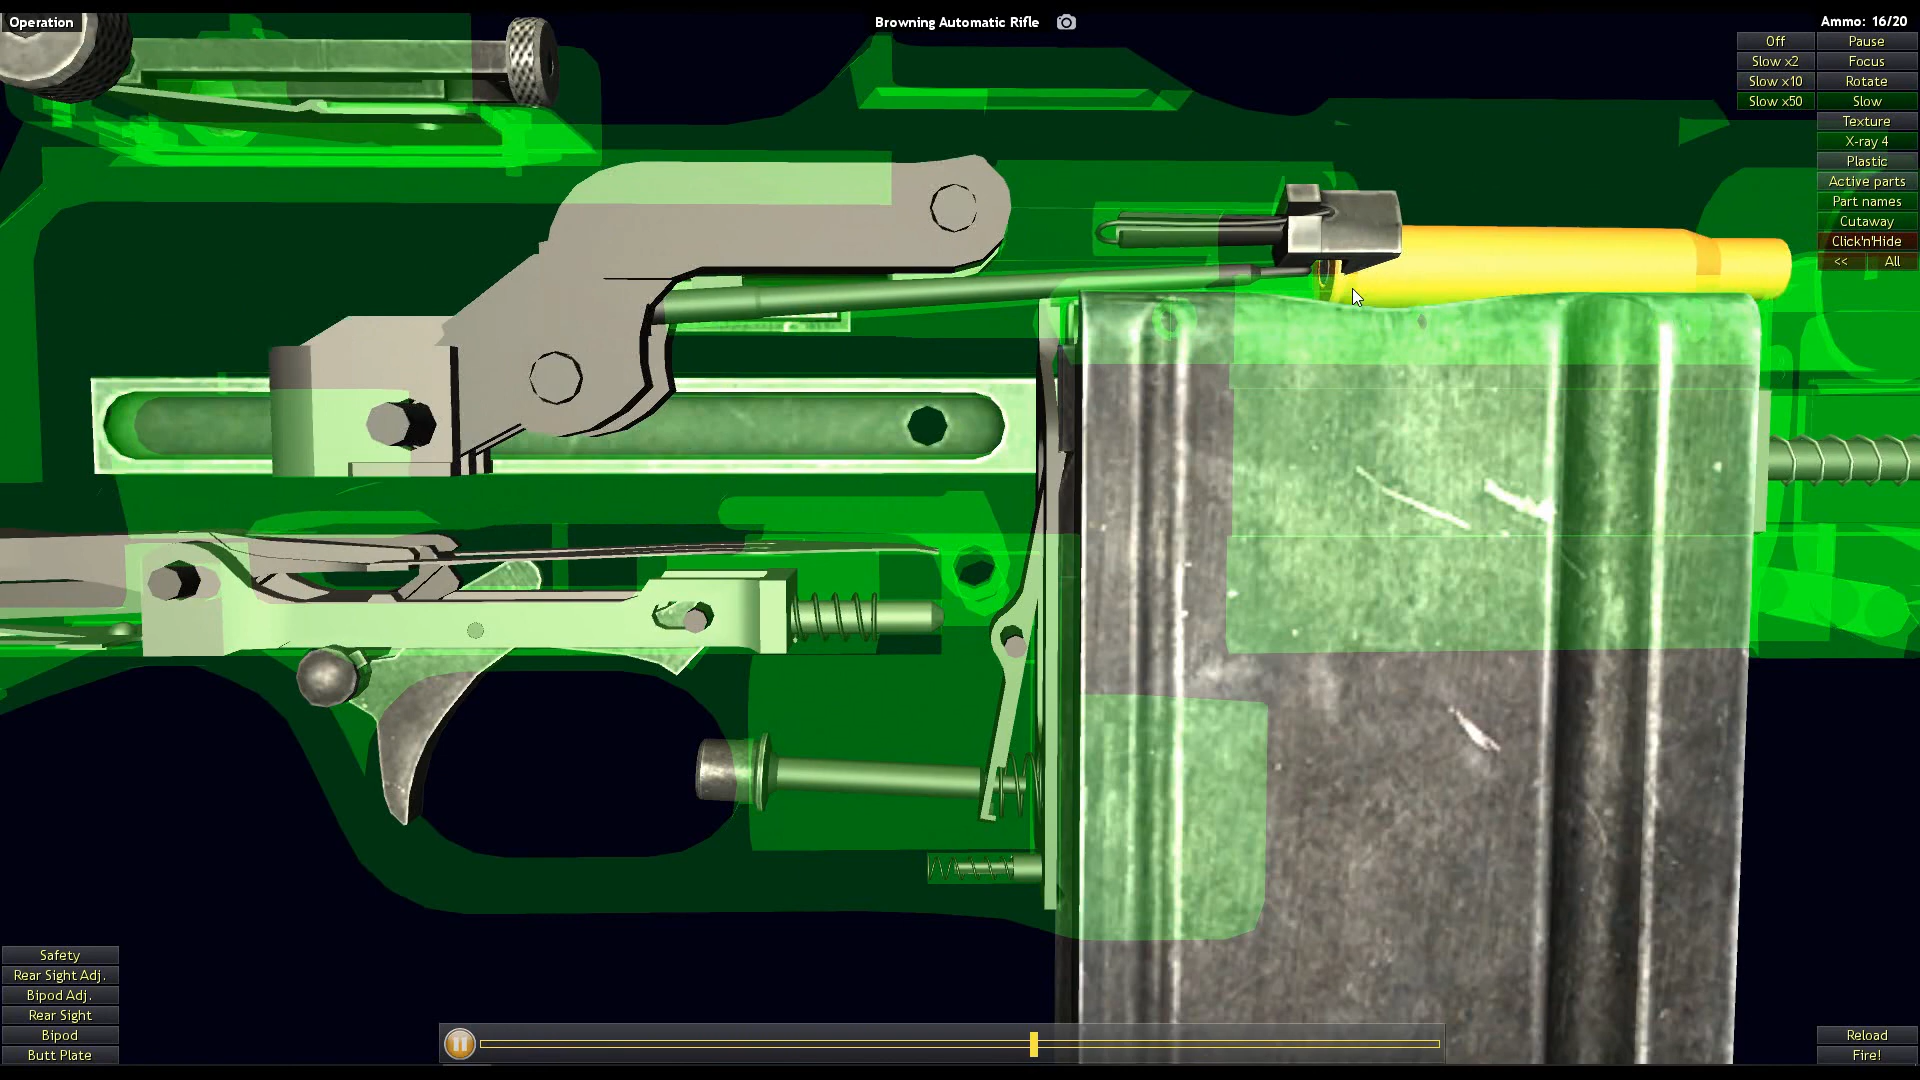 Operation
Browning Automatic Rifle
Ammo: 16/20
Off
Pause
Slow x2
Focus
Slow x10
Rotate
Slow x50
Slow
Texture
X-ray 4
Plastic
Active parts
Part names
Cutaway
Click'n'Hide
<<
All
Safety
Rear Sight Adj.
Bipod Adj.
Rear Sight
Bipod
Butt Plate
Reload
Fire!